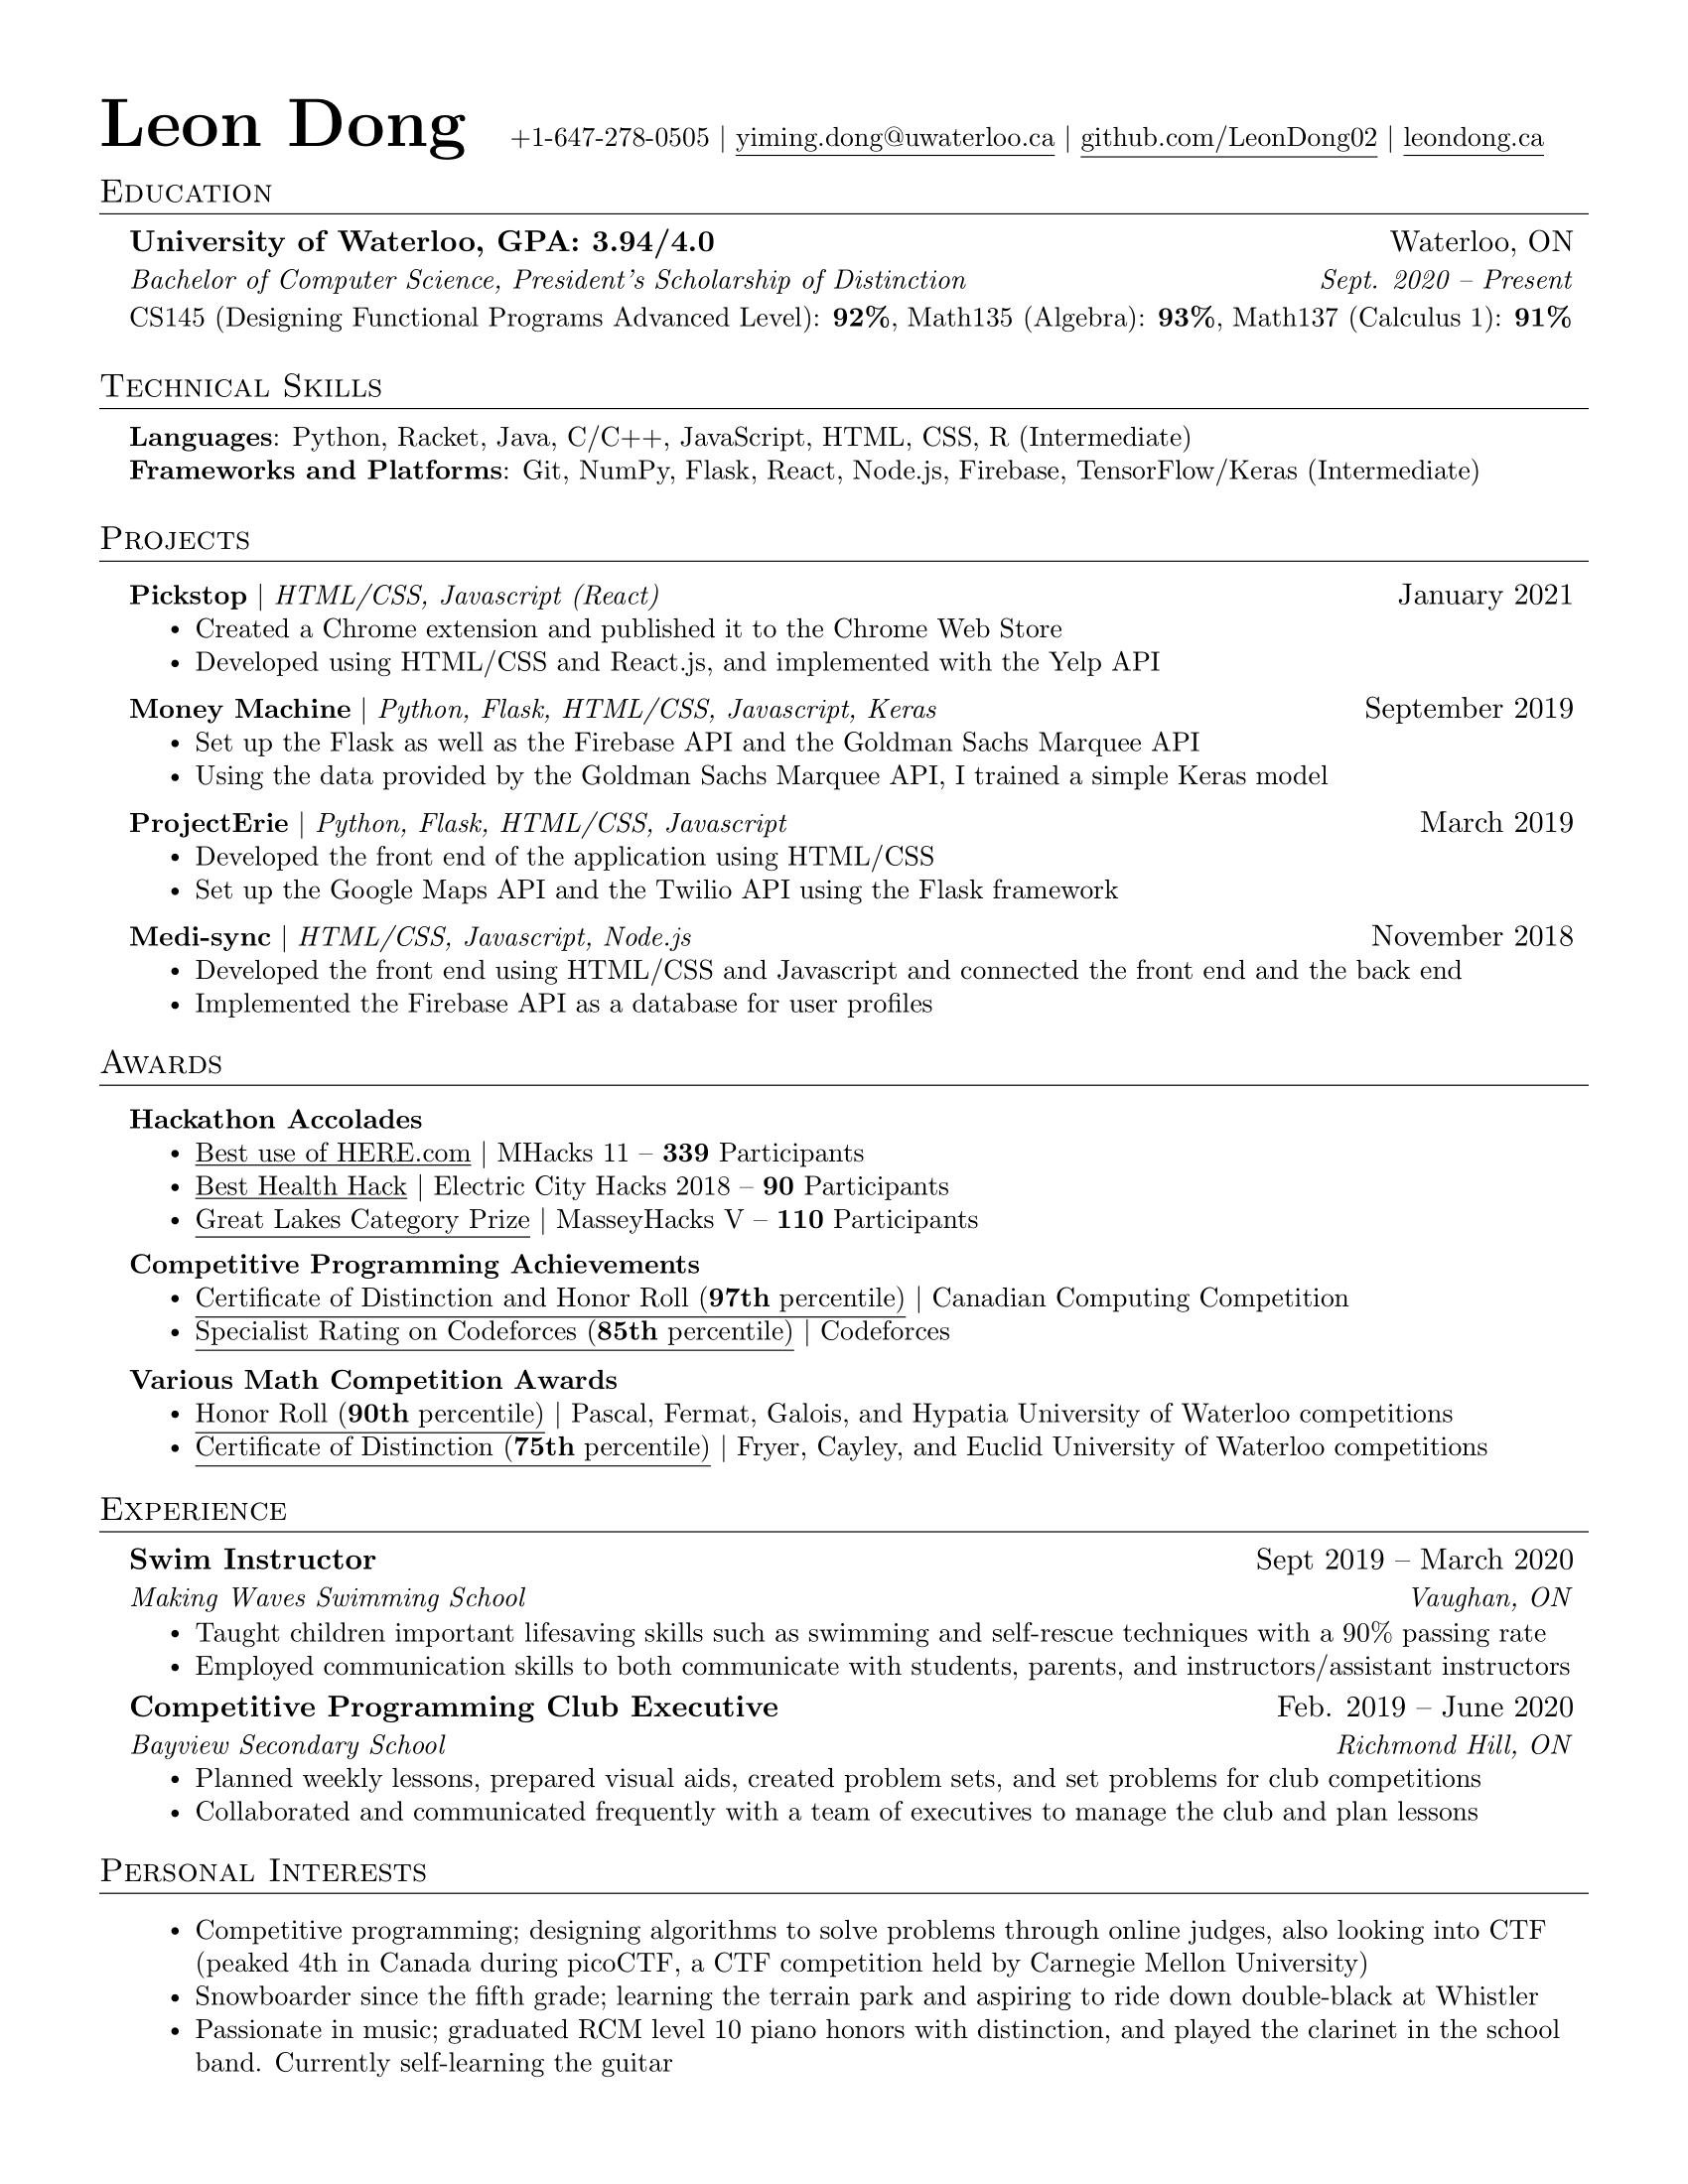 Leon Dong +1-647-278-0505 | yiming.dong@uwaterloo.ca | github.com/LeonDong02 | leondong.ca
Education
University of Waterloo, GPA: 3.94/4.0 Waterloo, ON
Bachelor of Computer Science, President's Scholarship of Distinction Sept. 2020 – Present
CS145 (Designing Functional Programs Advanced Level): 92%, Math135 (Algebra): 93%, Math137 (Calculus 1): 91%
Technical Skills
Languages: Python, Racket, Java, C/C++, JavaScript, HTML, CSS, R (Intermediate)
Frameworks and Platforms: Git, NumPy, Flask, React, Node.js, Firebase, TensorFlow/Keras (Intermediate)
Projects
Pickstop | HTML/CSS, Javascript (React) January 2021
• Created a Chrome extension and published it to the Chrome Web Store
• Developed using HTML/CSS and React.js, and implemented with the Yelp API
Money Machine | Python, Flask, HTML/CSS, Javascript, Keras September 2019
• Set up the Flask as well as the Firebase API and the Goldman Sachs Marquee API
• Using the data provided by the Goldman Sachs Marquee API, I trained a simple Keras model
ProjectErie | Python, Flask, HTML/CSS, Javascript March 2019
• Developed the front end of the application using HTML/CSS
• Set up the Google Maps API and the Twilio API using the Flask framework
Medi-sync | HTML/CSS, Javascript, Node.js November 2018
• Developed the front end using HTML/CSS and Javascript and connected the front end and the back end
• Implemented the Firebase API as a database for user profiles
Awards
Hackathon Accolades
• Best use of HERE.com | MHacks 11 – 339 Participants
• Best Health Hack | Electric City Hacks 2018 – 90 Participants
• Great Lakes Category Prize | MasseyHacks V – 110 Participants
Competitive Programming Achievements
• Certificate of Distinction and Honor Roll (97th percentile) | Canadian Computing Competition
• Specialist Rating on Codeforces (85th percentile) | Codeforces
Various Math Competition Awards
• Honor Roll (90th percentile) | Pascal, Fermat, Galois, and Hypatia University of Waterloo competitions
• Certificate of Distinction (75th percentile) | Fryer, Cayley, and Euclid University of Waterloo competitions
Experience
Swim Instructor Sept 2019 – March 2020
Making Waves Swimming School Vaughan, ON
• Taught children important lifesaving skills such as swimming and self-rescue techniques with a 90% passing rate
• Employed communication skills to both communicate with students, parents, and instructors/assistant instructors
Competitive Programming Club Executive Feb. 2019 – June 2020
Bayview Secondary School Richmond Hill, ON
• Planned weekly lessons, prepared visual aids, created problem sets, and set problems for club competitions
• Collaborated and communicated frequently with a team of executives to manage the club and plan lessons
Personal Interests
• Competitive programming; designing algorithms to solve problems through online judges, also looking into CTF
(peaked 4th in Canada during picoCTF, a CTF competition held by Carnegie Mellon University)
• Snowboarder since the fifth grade; learning the terrain park and aspiring to ride down double-black at Whistler
• Passionate in music; graduated RCM level 10 piano honors with distinction, and played the clarinet in the school
band. Currently self-learning the guitar